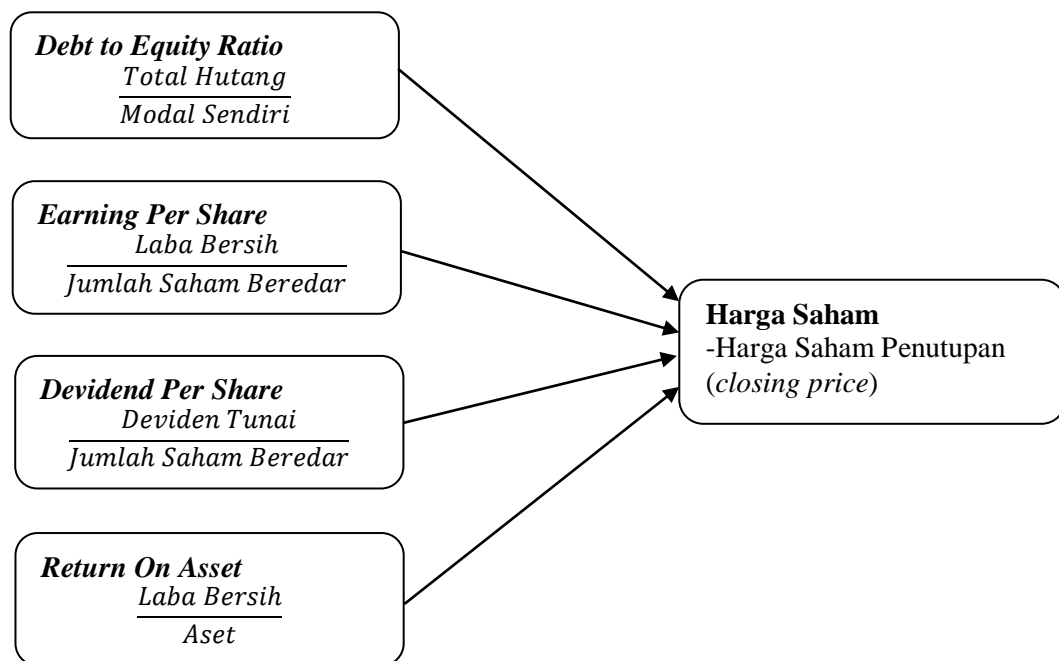 Debt to Equity Ratio
Total Hutang
Modal Sendiri
Earning Per Share
Laba Bersih
Jumlah Saham Beredar
Devidend Per Share
Deviden Tunai
Jumlah Saham Beredar
Return On Asset
Laba Bersih
Aset
Harga Saham
-Harga Saham Penutupan
(closing price)